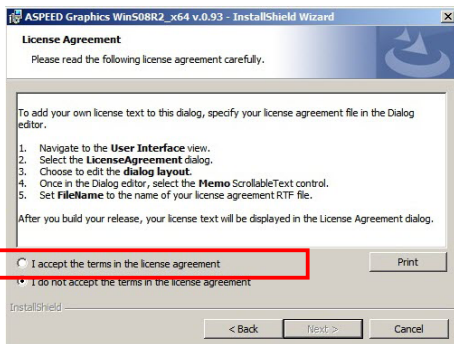 ASPEED Graphics WinS08R2_x64 v.0.93 - InstallShield Wizard
License Agreement
Please read the following license agreement carefully.
To add your own license text to this dialog, specify your license agreement file in the Dialog
editor.
1. Navigate to the User Interface view.
2. Select the LicenseAgreement dialog.
3. Choose to edit the dialog layout.
4. Once in the Dialog editor, select the Memo ScrollableText control.
5. Set FileName to the name of your license agreement RTF file.
After you build your release, your license text will be displayed in the License Agreement dialog.
I accept the terms in the license agreement
Print
I do not accept the terms in the license agreement
InstallShield
< Back
Next >
Cancel